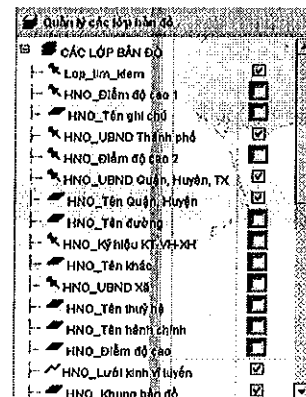 Quản lý các lớp bản đồ
CÁC LỚP BẢN ĐỒ
Lop_tim_kiem
HNO_Điểm độ cao 1
HNO_Tên ghi chú
HNO_UBND Thành phố
HNO_Điểm độ cao 2
HNO_UBND Quận, Huyện, TX
HNO_Tên Quận, Huyện
HNO_Tên đường
HNO_Ký hiệu KT-VH-XH
HNO_Tên khác
HNO_UBND Xã
HNO_Tên thuỷ hệ
HNO_Tên hành chính
HNO_Điểm độ cao
HNO_Lưới kinh vĩ tuyến
HNO_Khung bản đồ